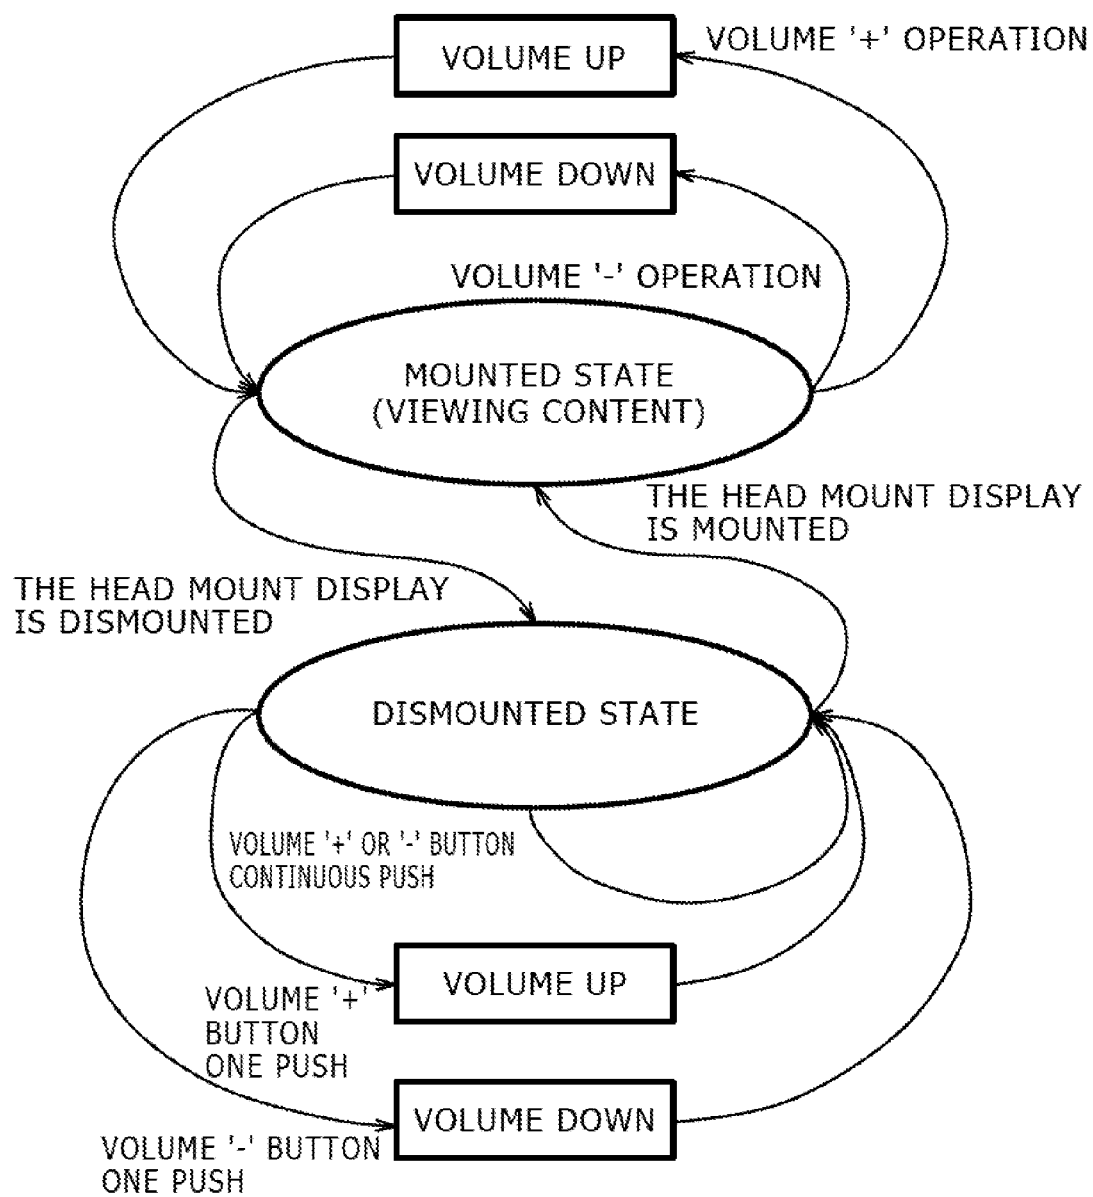 VOLUME UP
VOLUME '+' OPERATION
VOLUME DOWN
VOLUME '-' OPERATION
MOUNTED STATE
(VIEWING CONTENT)
THE HEAD MOUNT DISPLAY
IS MOUNTED
THE HEAD MOUNT DISPLAY
IS DISMOUNTED
DISMOUNTED STATE
VOLUME '+' OR '-' BUTTON
CONTINUOUS PUSH
VOLUME UP
VOLUME '+'
BUTTON
ONE PUSH
VOLUME DOWN
VOLUME '-' BUTTON
ONE PUSH